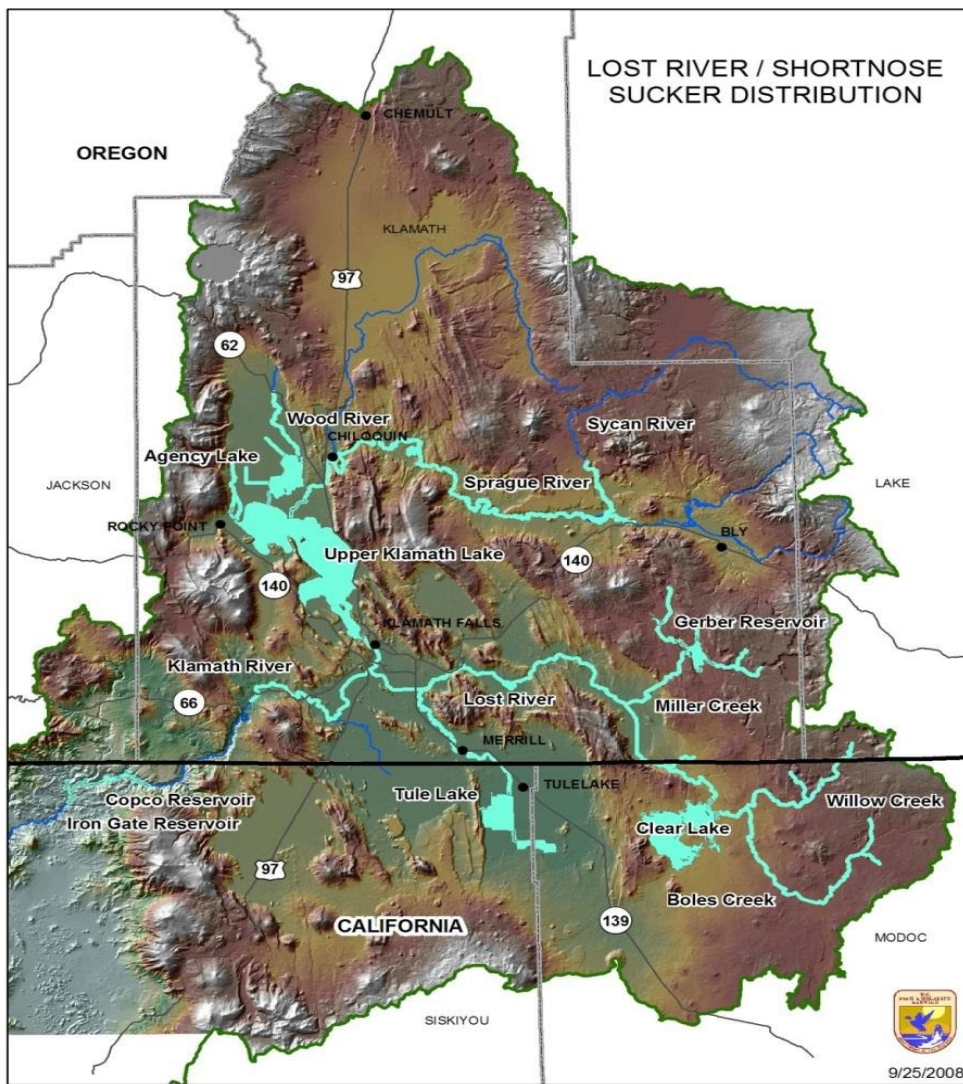 LOST RIVER / SHORTNOSE
SUCKER DISTRIBUTION
CHEMULT
OREGON
KLAMATH
97
62
Wood River
CHILOQUIN
Sycan River
Agency Lake
Sprague River
JACKSON
LAKE
ROCKY POINT
BLY
Upper Klamath Lake
140
140
Gerber Reservoir
KLAMATH FALLS
Klamath River
66
Lost River
Miller Creek
MERRILL
TULELAKE
Tule Lake
Copco Reservoir
Willow Creek
Iron Gate Reservoir
Clear Lake
97
Boles Creek
CALIFORNIA
139
MODOC
SISKIYOU
U.S.
FISH & WILDLIFE
SERVICE
9/25/2008